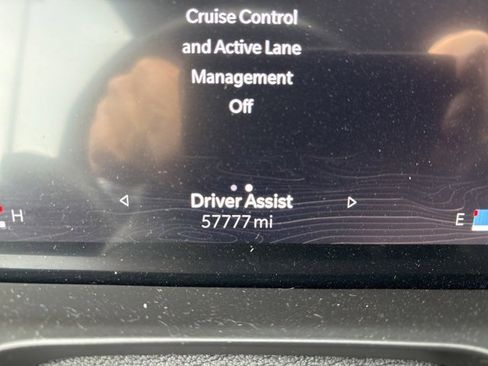 Cruise Control
and Active Lane
Management
Off
Driver Assist
57777 mi
H
E